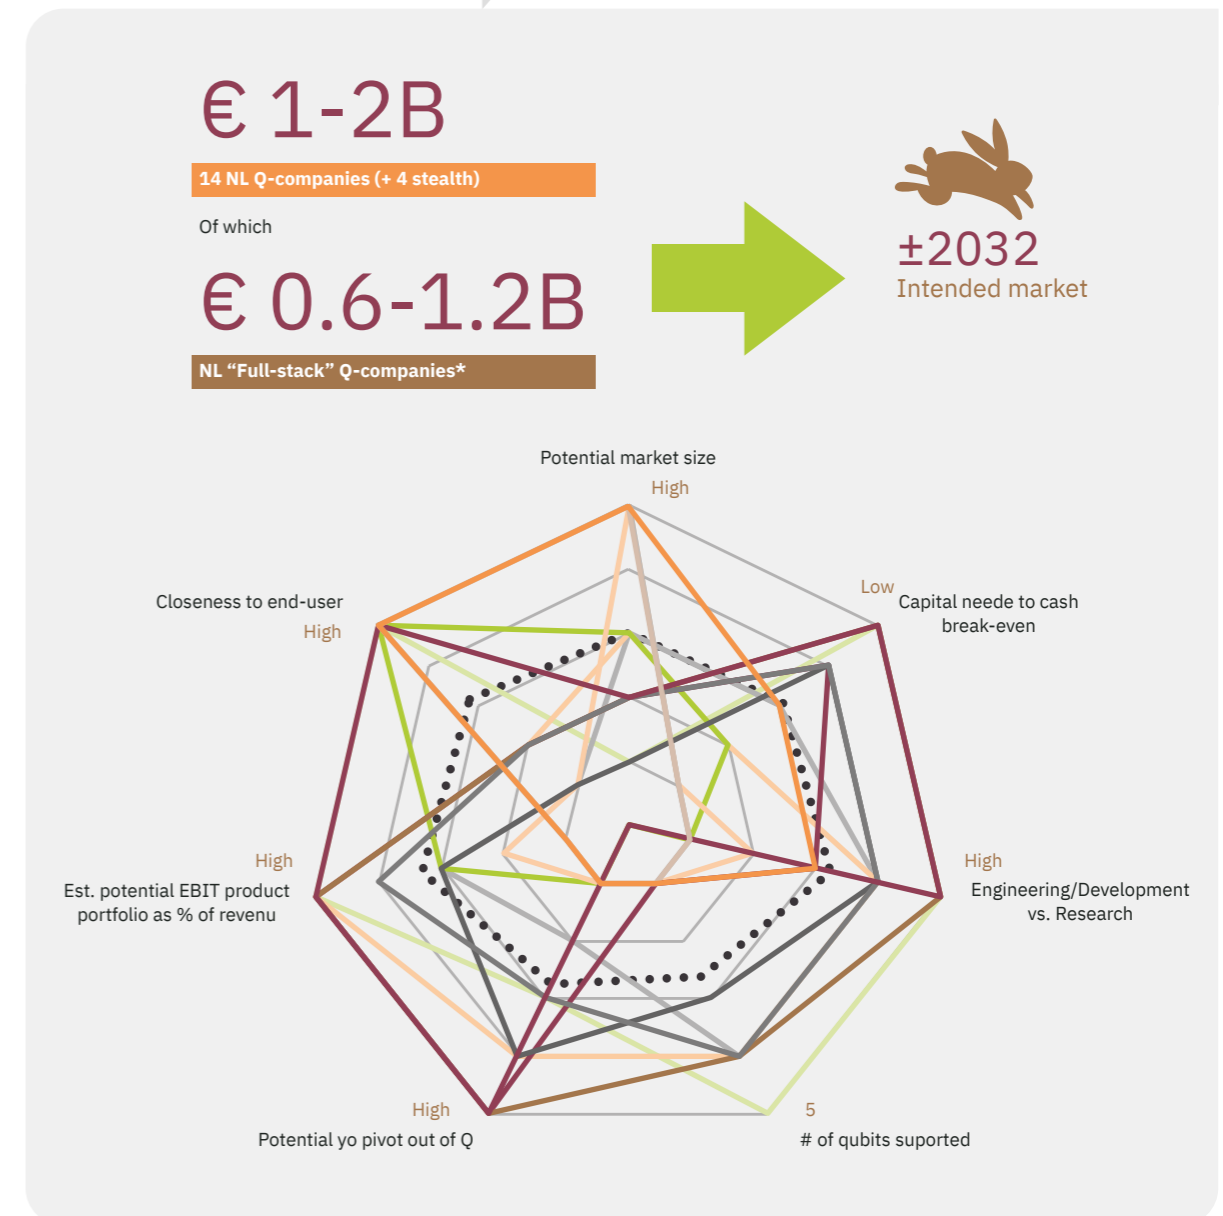 € 1-2B
14 NL Q-companies (+ 4 stealth)
Of which
€ 0.6-1.2B
NL “Full-stack” Q-companies*
±2032
Intended market
Potential market size
High
Low
Capital neede to cash
break-even
Closeness to end-user
High
High
Est. potential EBIT product
portfolio as % of revenu
High
Engineering/Development
vs. Research
High
Potential yo pivot out of Q
5
# of qubits suported